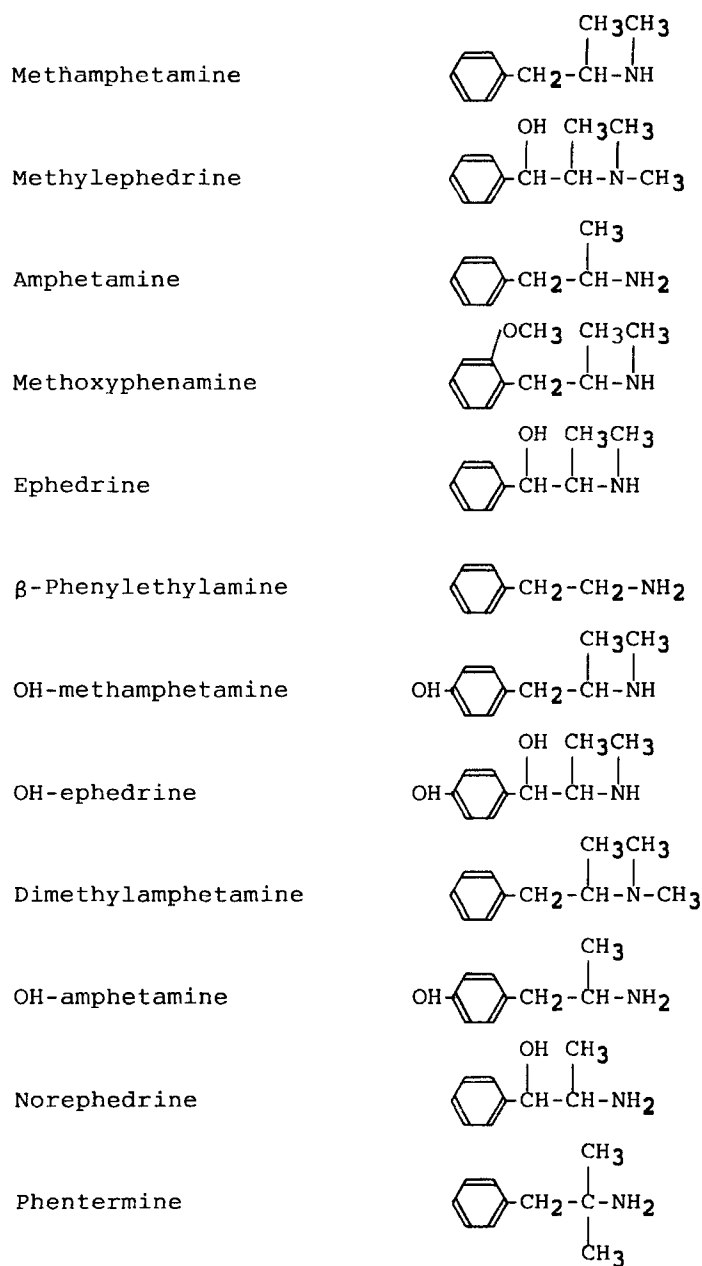 CH3CH3
Methamphetamine CH2-CH-NH
OH CH3CH3
Methylephedrine CH-CH-N-CH3
CH3
Amphetamine CH2-CH-NH2
OCH3 CH3CH3
Methoxyphenamine CH2-CH-NH
OH CH3CH3
Ephedrine CH-CH-NH
β-Phenylethylamine CH2-CH2-NH2
CH3CH3
OH-methamphetamine OH CH2-CH-NH
OH CH3CH3
OH-ephedrine OH CH-CH-NH
CH3CH3
Dimethylamphetamine CH2-CH-N-CH3
CH3
OH-amphetamine OH CH2-CH-NH2
OH CH3
Norephedrine CH-CH-NH2
CH3
Phentermine CH2-C-NH2
CH3